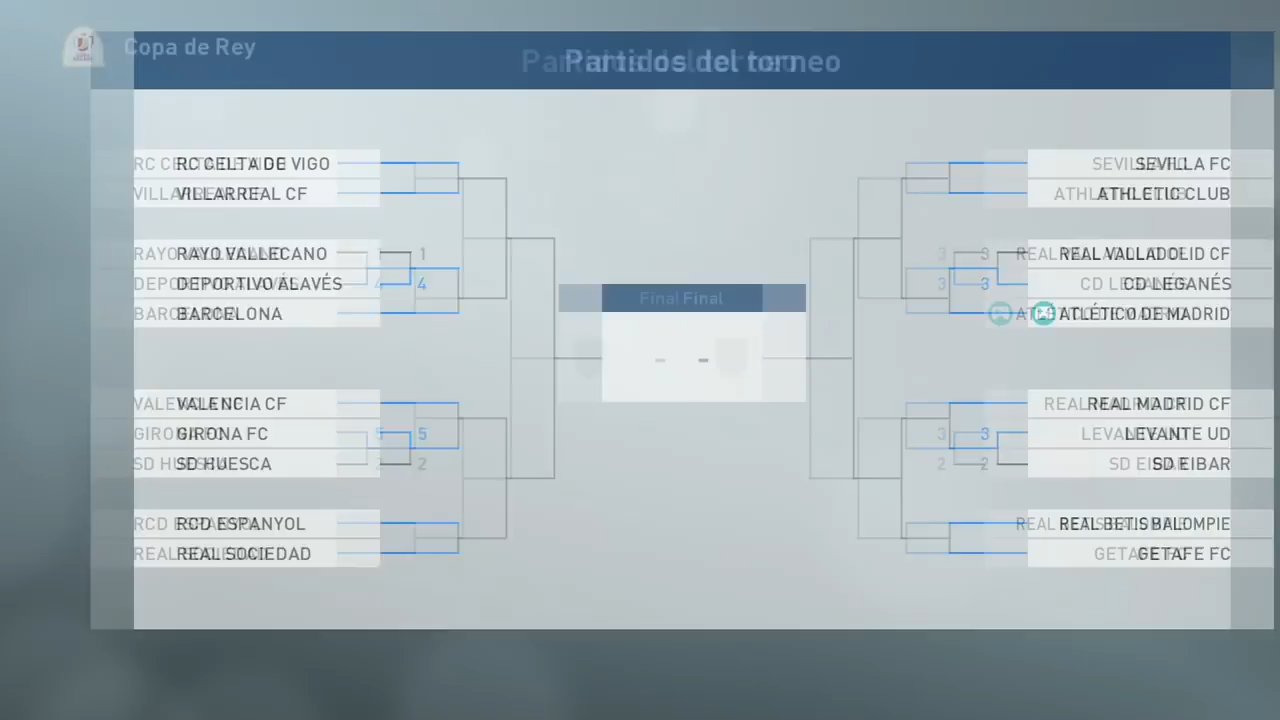 Copa de Rey
Partidos del torneo
RC CELTA DE VIGO
VILLARREAL CF
RAYO VALLECANO 1
DEPORTIVO ALAVÉS 4
BARCELONA
VALENCIA CF
GIRONA FC 5
SD HUESCA 2
RCD ESPANYOL
REAL SOCIEDAD
Final
- -
SEVILLA FC
ATHLETIC CLUB
3 REAL VALLADOLID CF
3 CD LEGANÉS
ATLÉTICO DE MADRID
REAL MADRID CF
3 LEVANTE UD
2 SD EIBAR
REAL BETIS BALOMPIE
GETAFE FC